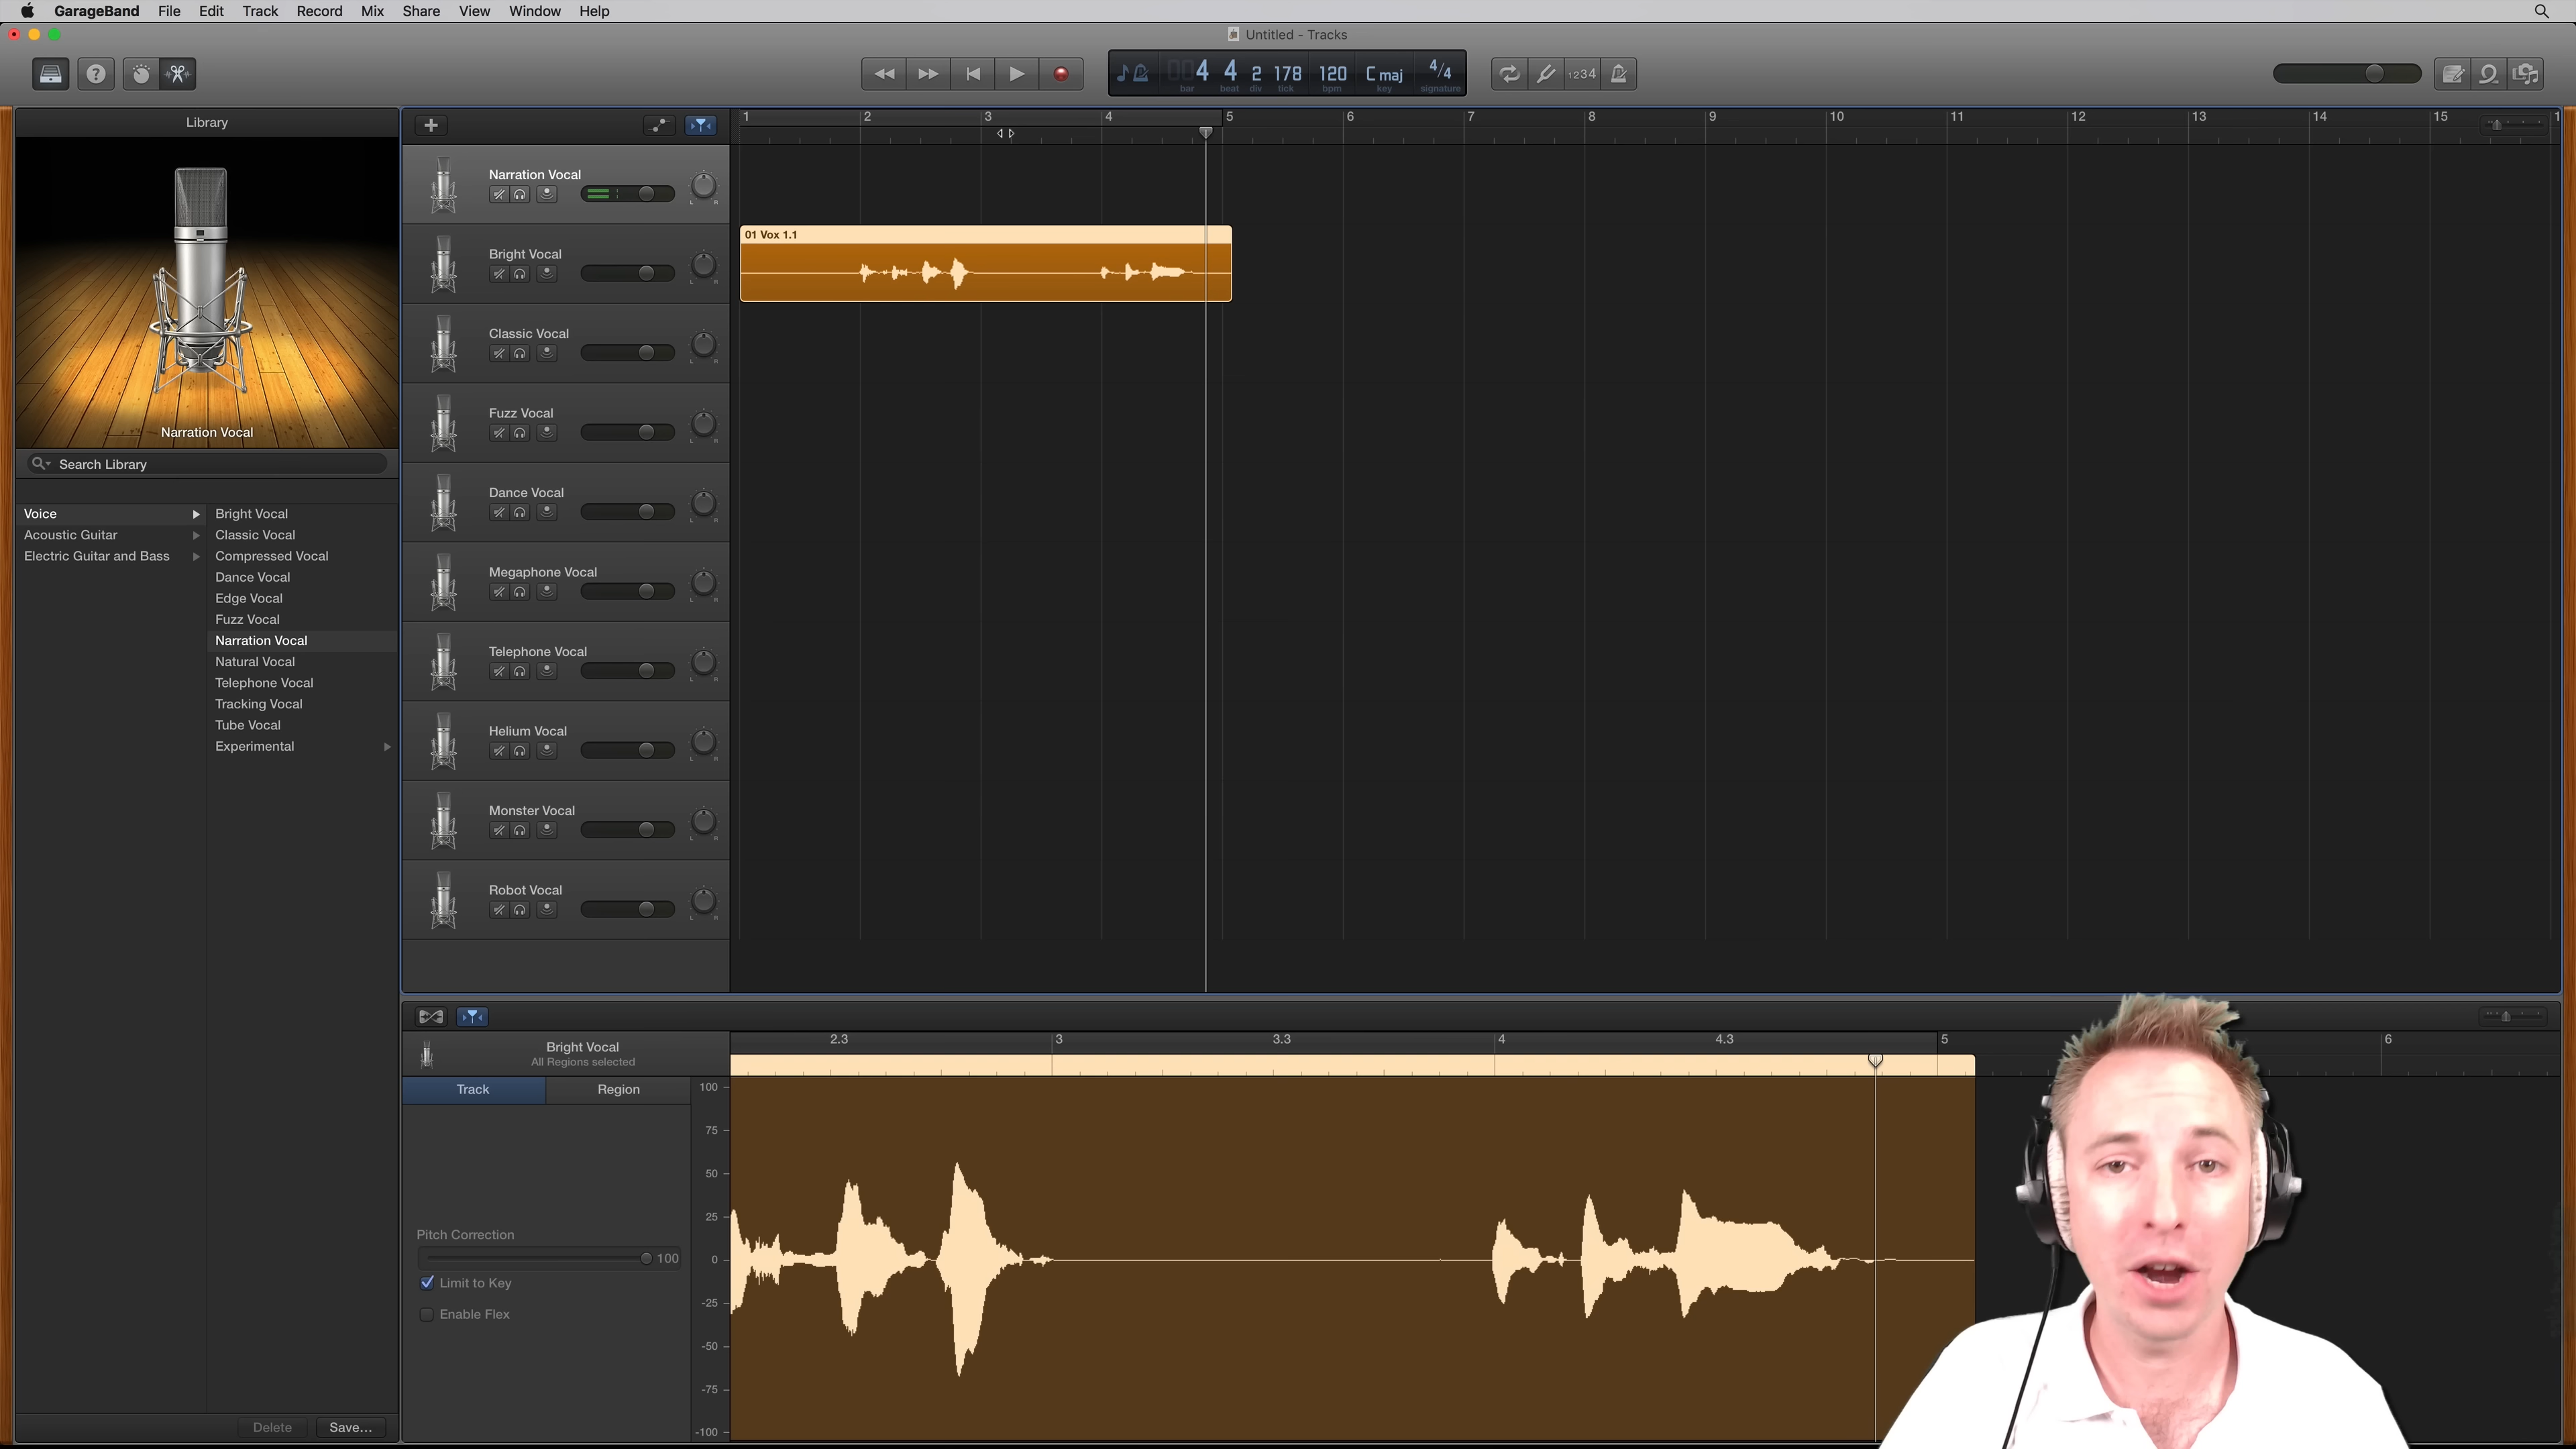 GarageBand File Edit Track Record Mix Share View Window Help
Untitled - Tracks
4 4 2 178 120 C maj 4/4
bar beat div tick bpm key signature
1234
Library
Narration Vocal
Search Library
Voice
Acoustic Guitar
Electric Guitar and Bass
Bright Vocal
Classic Vocal
Compressed Vocal
Dance Vocal
Edge Vocal
Fuzz Vocal
Narration Vocal
Natural Vocal
Telephone Vocal
Tracking Vocal
Tube Vocal
Experimental
Delete Save...
1 2 3 4 5 6 7 8 9 10 11 12 13 14 15 1
Narration Vocal
L R
Bright Vocal
L R
Classic Vocal
L R
Fuzz Vocal
L R
Dance Vocal
L R
Megaphone Vocal
L R
Telephone Vocal
L R
Helium Vocal
L R
Monster Vocal
L R
Robot Vocal
L R
01 Vox 1.1
Bright Vocal
All Regions selected
Track Region
Pitch Correction
100
Limit to Key
Enable Flex
2.3 3 3.3 4 4.3 5 6
100
75
50
25
0
-25
-50
-75
-100